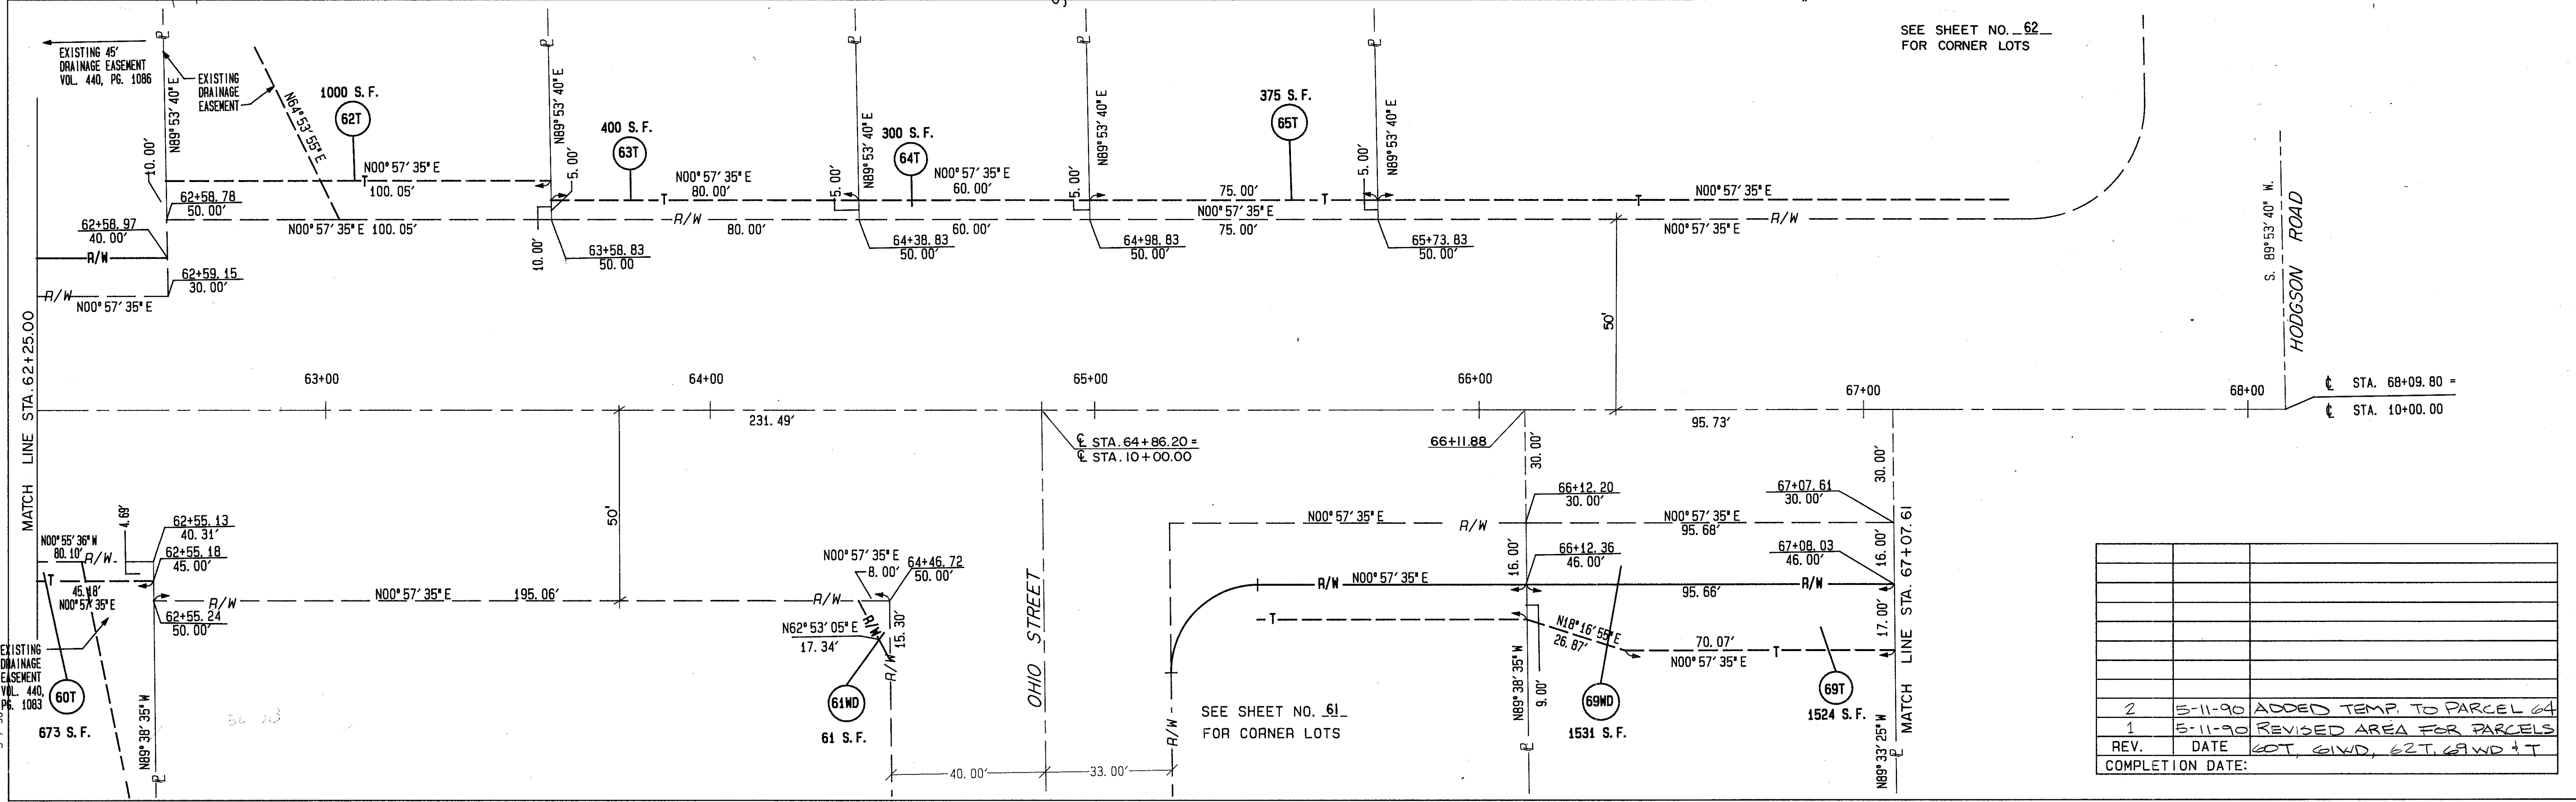 SEE SHEET NO. 62
FOR CORNER LOTS
EXISTING 45'
DRAINAGE EASEMENT
VOL. 440, PG. 1086
EXISTING
DRAINAGE
EASEMENT
N89°53'40"E
N64°53'55"E
10.00'
1000 S.F.
62T
N00°57'35"E
100.05'
62+58.78
50.00'
62+58.97
40.00'
R/W
62+59.15
30.00'
R/W
N00°57'35"E
N00°57'35"E 100.05'
T
N89°53'40"E
5.00'
10.00'
63+58.83
50.00
400 S.F.
63T
N00°57'35"E
80.00'
T
R/W
80.00'
5.00'
N89°53'40"E
64+38.83
50.00'
300 S.F.
64T
N00°57'35"E
60.00'
60.00'
5.00'
N89°53'40"E
64+98.83
50.00'
375 S.F.
65T
75.00'
T
N00°57'35"E
75.00'
5.00'
N89°53'40"E
65+73.83
50.00'
T
N00°57'35"E
R/W
N00°57'35"E
50'
S. 89°53'40" W.
HODGSON ROAD
MATCH LINE STA. 62+25.00
63+00
64+00
65+00
66+00
67+00
68+00
℄ STA. 68+09.80 =
℄ STA. 10+00.00
231.49'
℄ STA. 64+86.20 =
℄ STA. 10+00.00
66+11.88
95.73'
50'
4.69'
N00°55'36"W
80.10'
R/W
T
45.18'
N00°57'35"E
62+55.13
40.31'
62+55.18
45.00'
62+55.24
50.00'
R/W
N00°57'35"E
195.06'
R/W
N00°57'35"E
8.00'
64+46.72
50.00'
N62°53'05"E
17.34'
R/W
15.30'
R/W
EXISTING
DRAINAGE
EASEMENT
VOL. 440,
PG. 1083
60T
673 S.F.
N89°38'35"W
61WD
61 S.F.
OHIO STREET
40.00'
33.00'
R/W
SEE SHEET NO. 61
FOR CORNER LOTS
30.00'
66+12.20
30.00'
N00°57'35"E
R/W
N00°57'35"E
95.68'
16.00'
66+12.36
46.00'
R/W
N00°57'35"E
95.66'
R/W
T
N18°16'55"E
26.87'
70.07'
N00°57'35"E
T
9.00'
N89°38'35"W
69WD
1531 S.F.
69T
1524 S.F.
67+07.61
30.00'
67+08.03
46.00'
30.00'
16.00'
17.00'
N89°33'25"W
MATCH LINE STA. 67+07.61
2 5-11-90 ADDED TEMP. TO PARCEL 64
1 5-11-90 REVISED AREA FOR PARCELS
REV. DATE 60T, 61WD, 62T, 69WD & T
COMPLETION DATE: